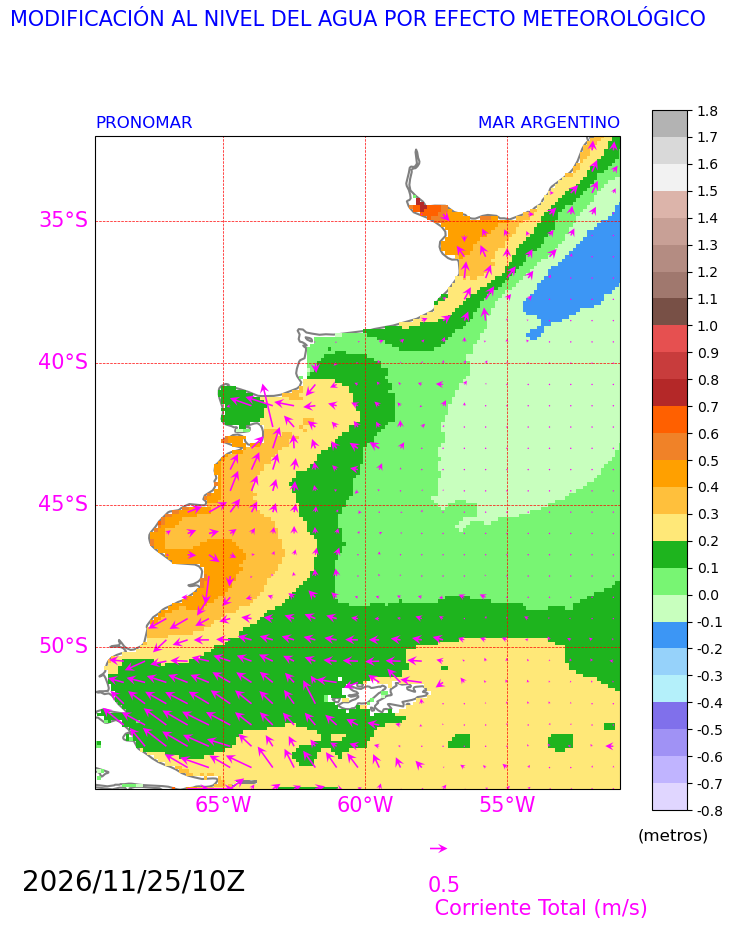 MODIFICACIÓN AL NIVEL DEL AGUA POR EFECTO METEOROLÓGICO
PRONOMAR
MAR ARGENTINO
35°S
40°S
45°S
50°S
65°W
60°W
55°W
1.8
1.7
1.6
1.5
1.4
1.3
1.2
1.1
1.0
0.9
0.8
0.7
0.6
0.5
0.4
0.3
0.2
0.1
0.0
-0.1
-0.2
-0.3
-0.4
-0.5
-0.6
-0.7
-0.8
(metros)
2026/11/25/10Z
0.5
Corriente Total (m/s)